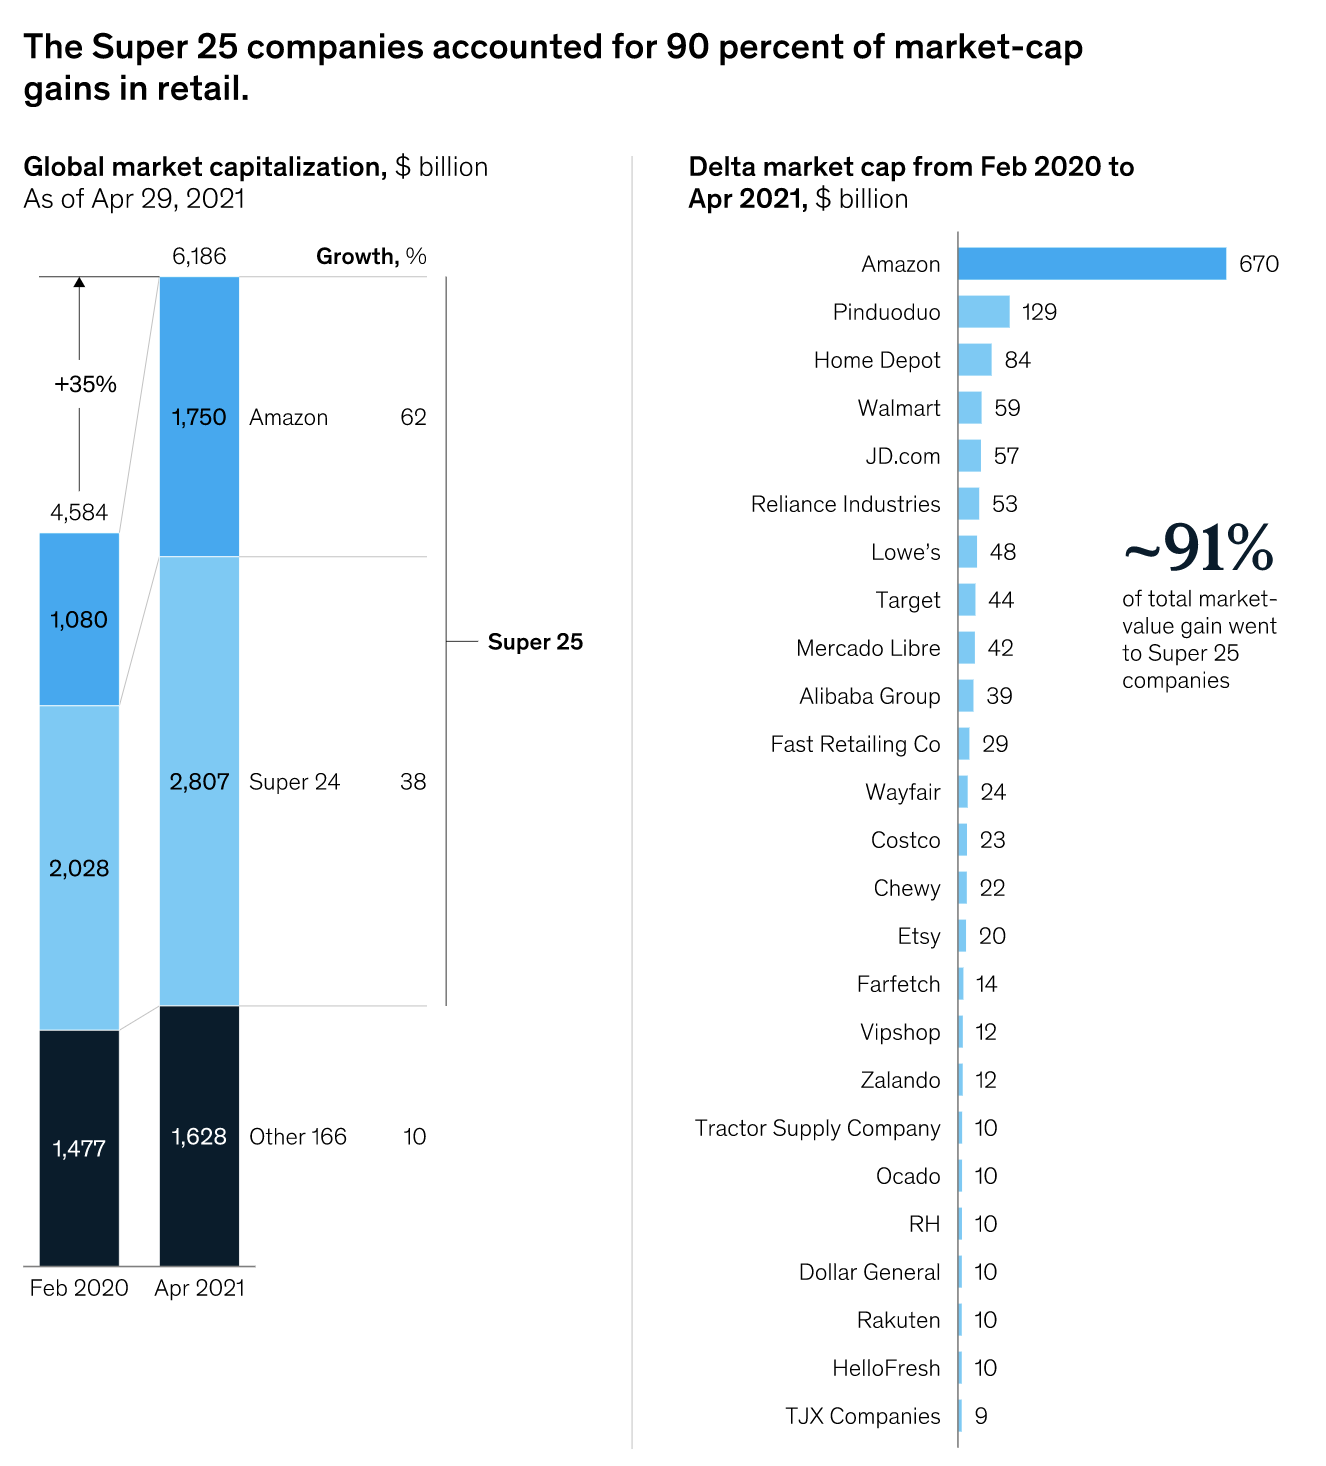 The Super 25 companies accounted for 90 percent of market-cap
gains in retail.
Global market capitalization, $ billion
As of Apr 29, 2021
6,186
Growth, %
+35%
1,750
Amazon
62
4,584
1,080
Super 25
2,807
Super 24
38
2,028
1,477
1,628
Other 166
10
Feb 2020
Apr 2021
Delta market cap from Feb 2020 to
Apr 2021, $ billion
Amazon 670
Pinduoduo 129
Home Depot 84
Walmart 59
JD.com 57
Reliance Industries 53
Lowe’s 48
Target 44
Mercado Libre 42
Alibaba Group 39
Fast Retailing Co 29
Wayfair 24
Costco 23
Chewy 22
Etsy 20
Farfetch 14
Vipshop 12
Zalando 12
Tractor Supply Company 10
Ocado 10
RH 10
Dollar General 10
Rakuten 10
HelloFresh 10
TJX Companies 9
~91%
of total market-
value gain went
to Super 25
companies